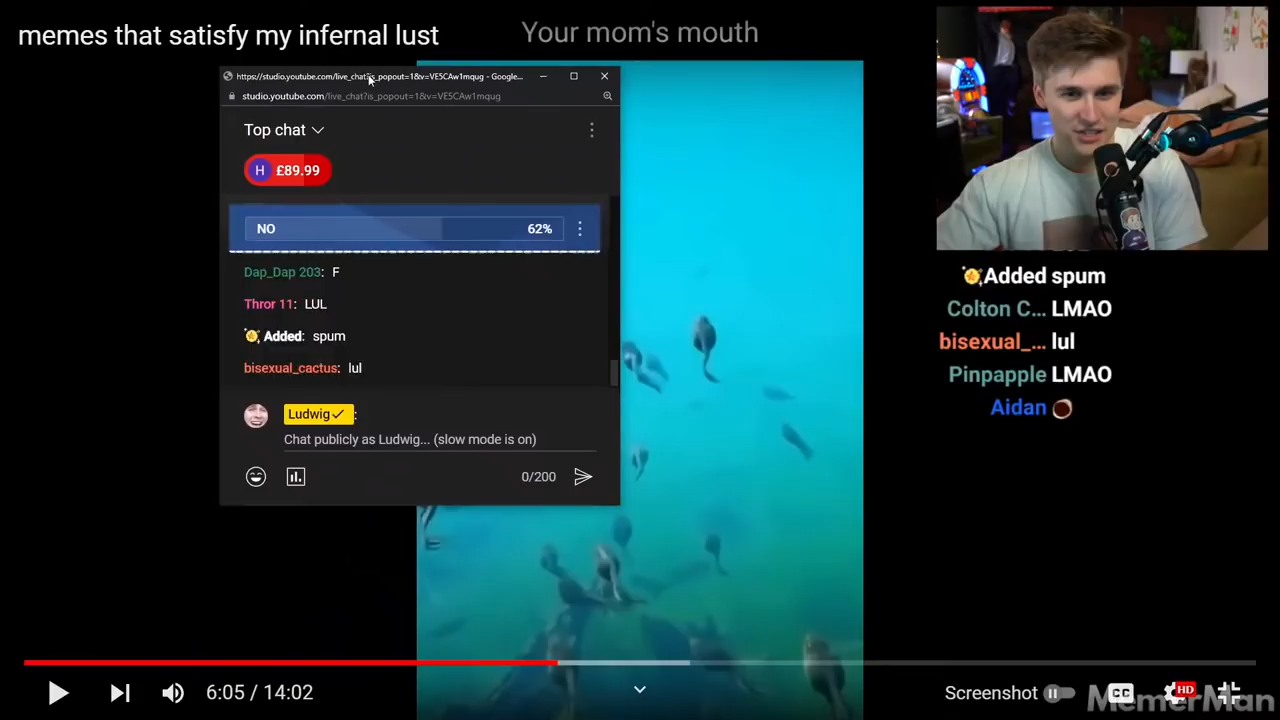 memes that satisfy my infernal lust
Your mom's mouth
https://studio.youtube.com/live_chat?is_popout=1&v=VE5CAw1mqug - Google...
studio.youtube.com/live_chat?is_popout=1&v=VE5CAw1mqug
Top chat
H £89.99
NO 62%
Dap_Dap 203: F
Thror 11: LUL
Added: spum
bisexual_cactus: lul
Ludwig
:
Chat publicly as Ludwig... (slow mode is on)
0/200
Added spum
Colton C... LMAO
bisexual_... lul
Pinpapple LMAO
Aidan
6:05 / 14:02
Screenshot
CC
HD
MemerMan